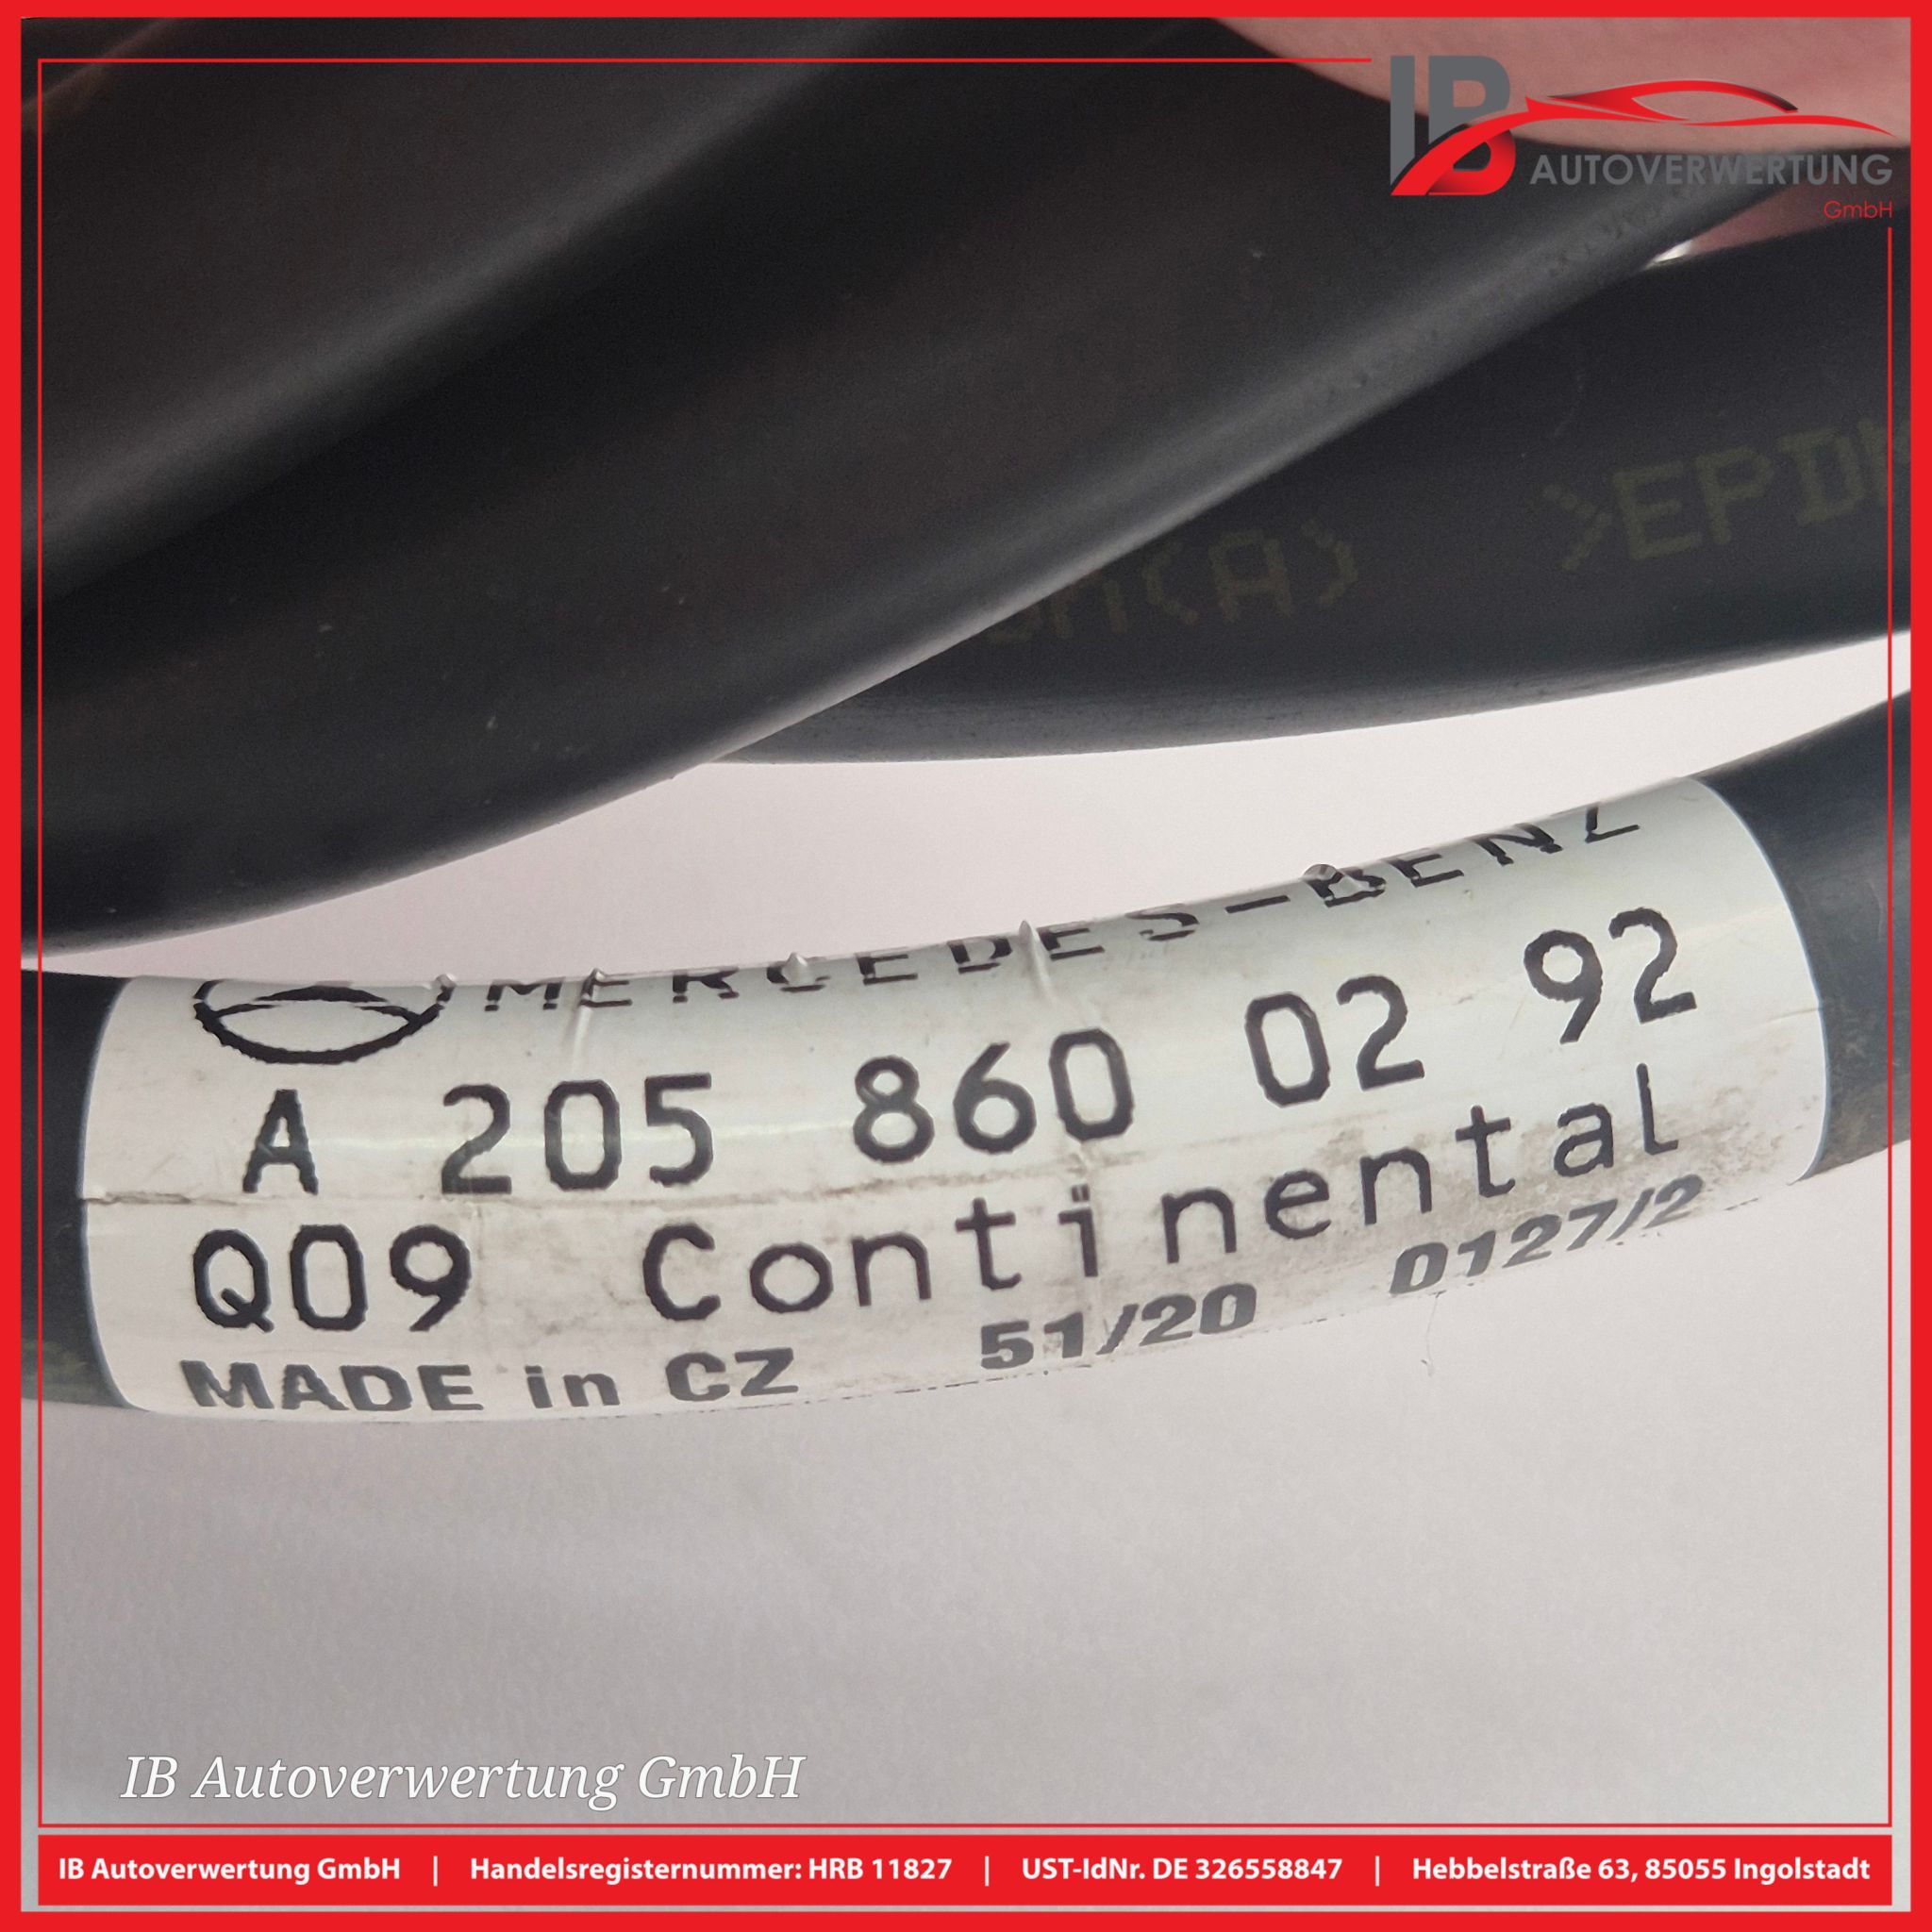 IB
AUTOVERWERTUNG
GmbH
>EPD
(A)
MERCEDES-BENZ
A 205 860 02 92
Q09 Continental
MADE in CZ 51/20 0127/2
IB Autoverwertung GmbH
IB Autoverwertung GmbH | Handelsregisternummer: HRB 11827 | UST-IdNr. DE 326558847 | Hebbelstraße 63, 85055 Ingolstadt